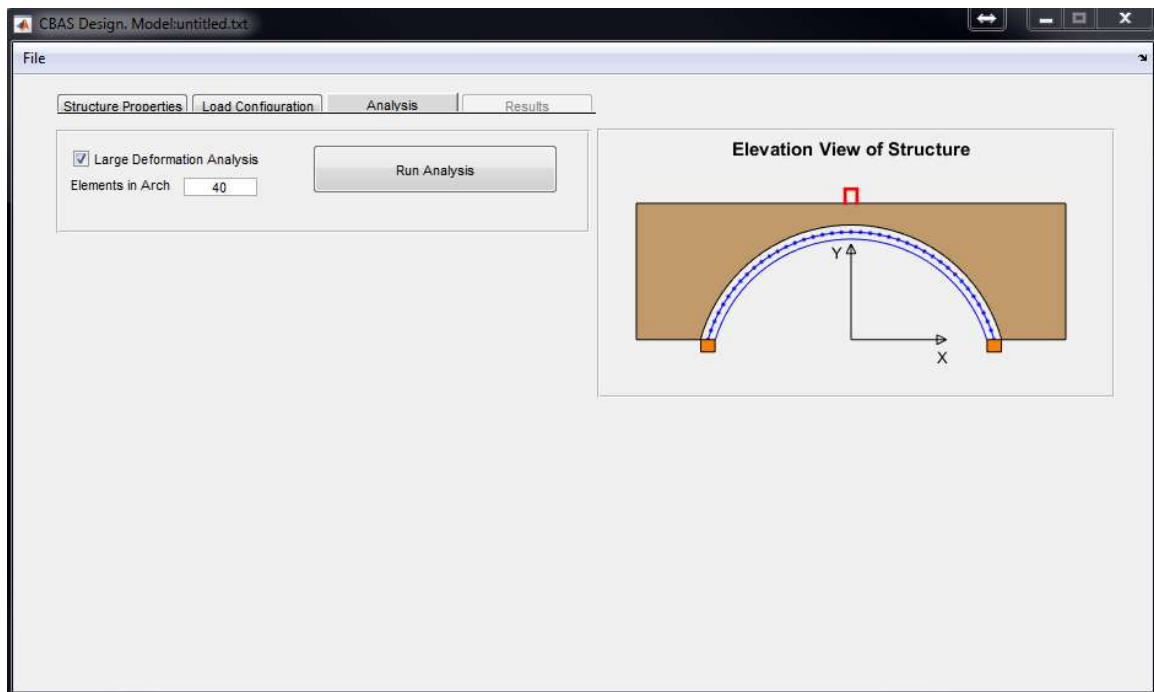 CBAS Design. Model:untitled.txt
File
Structure Properties Load Configuration Analysis Results
Large Deformation Analysis
Run Analysis
Elements in Arch 40
Elevation View of Structure
Y
X